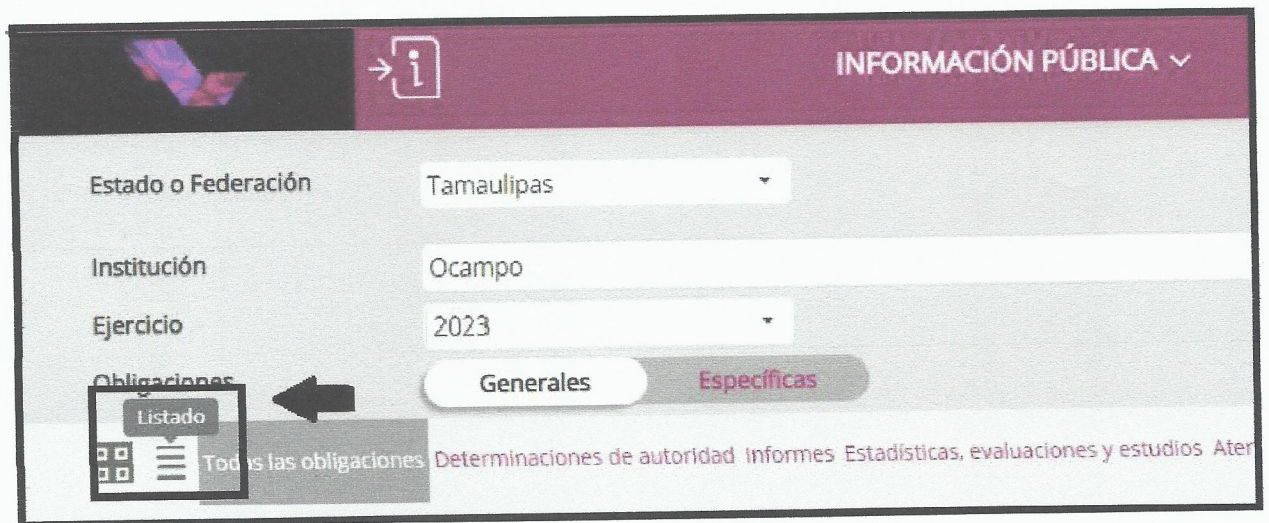 INFORMACIÓN PÚBLICA
Estado o Federación Tamaulipas
Institución Ocampo
Ejercicio 2023
Obligaciones Generales Específicas
Listado
Todas las obligaciones Determinaciones de autoridad Informes Estadísticas, evaluaciones y estudios Aten